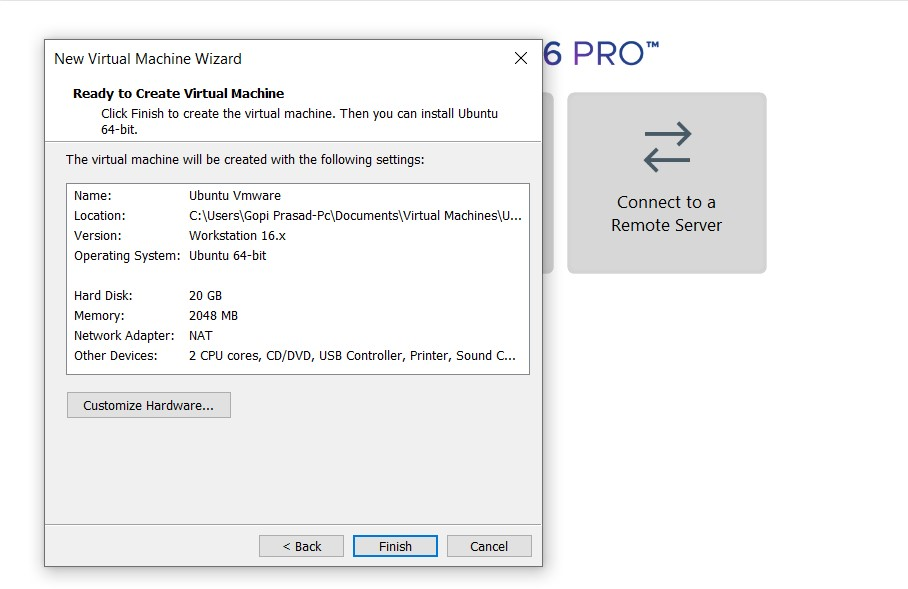 New Virtual Machine Wizard
6 PRO™
Ready to Create Virtual Machine
Click Finish to create the virtual machine. Then you can install Ubuntu
64-bit.
The virtual machine will be created with the following settings:
Name: Ubuntu Vmware
Location: C:\Users\Gopi Prasad-Pc\Documents\Virtual Machines\U...
Version: Workstation 16.x
Operating System: Ubuntu 64-bit
Hard Disk: 20 GB
Memory: 2048 MB
Network Adapter: NAT
Other Devices: 2 CPU cores, CD/DVD, USB Controller, Printer, Sound C...
Customize Hardware...
< Back
Finish
Cancel
Connect to a
Remote Server